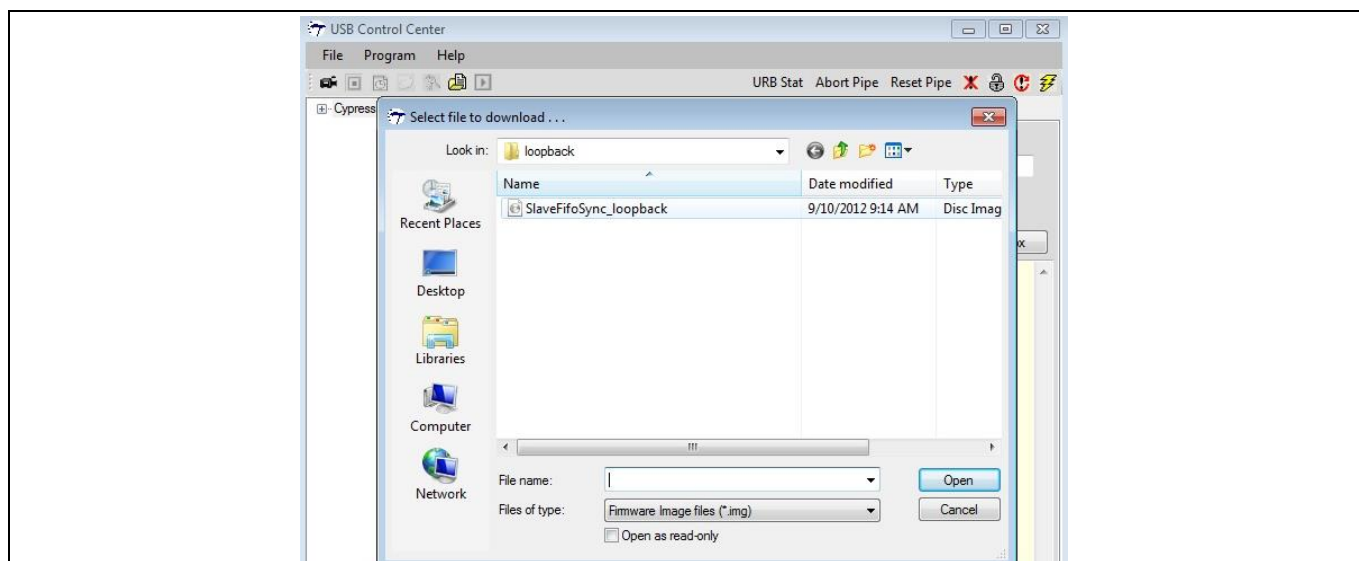 USB Control Center
File Program Help
URB Stat Abort Pipe Reset Pipe
Cypress
Select file to download . . .
Look in: loopback
Name Date modified Type
SlaveFifoSync_loopback 9/10/2012 9:14 AM Disc Imag
Recent Places
Desktop
Libraries
Computer
Network
File name: Open
Files of type: Firmware Image files (*.img) Cancel
Open as read-only